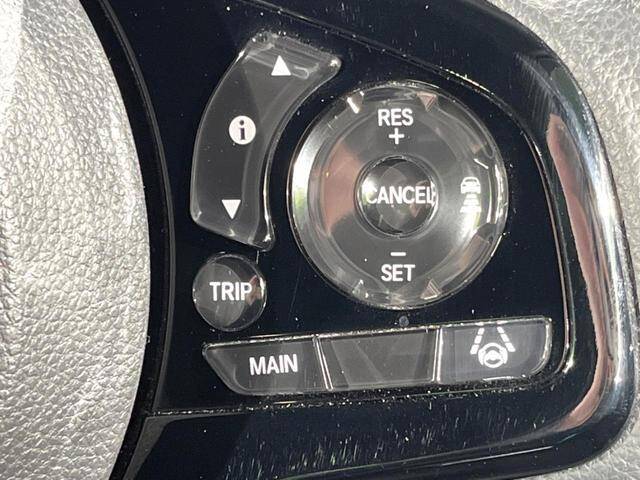 RES
+
i
CANCEL
-
SET
TRIP
MAIN